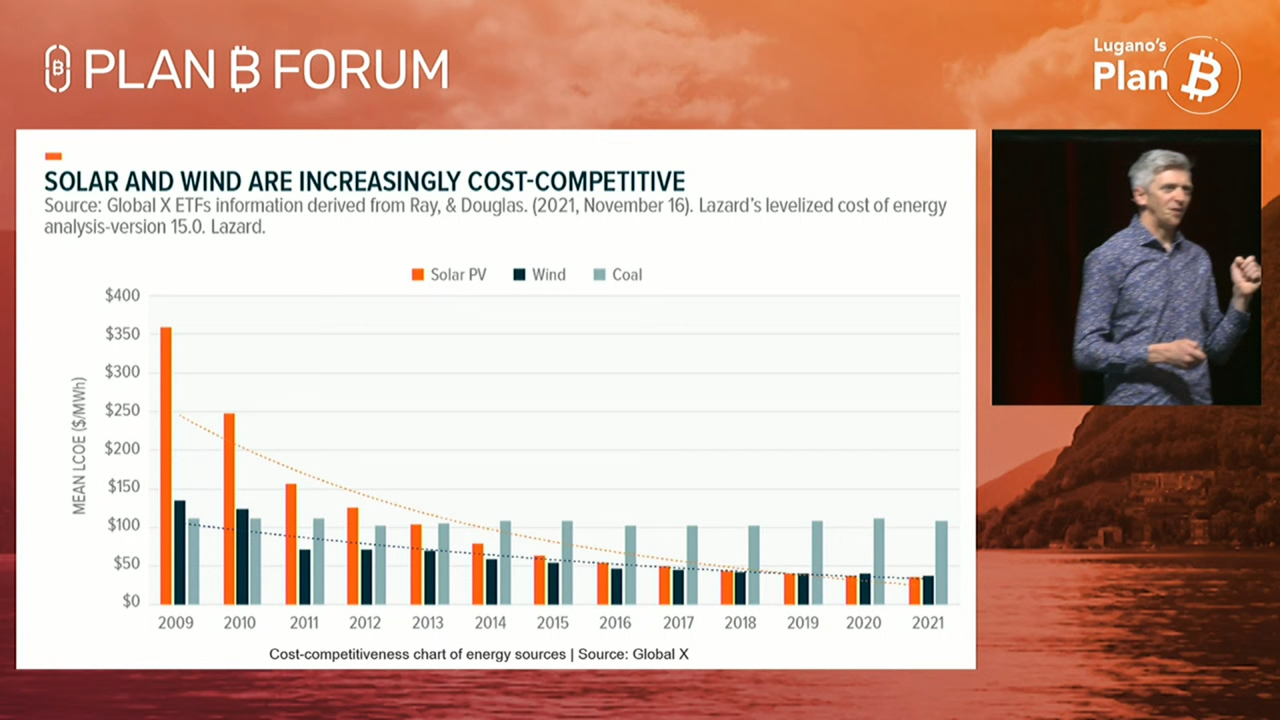 PLAN ₿ FORUM
Lugano's
Plan ₿
SOLAR AND WIND ARE INCREASINGLY COST-COMPETITIVE
Source: Global X ETFs information derived from Ray, & Douglas. (2021, November 16). Lazard's levelized cost of energy
analysis-version 15.0. Lazard.
Solar PV Wind Coal
MEAN LCOE ($/MWh)
$400
$350
$300
$250
$200
$150
$100
$50
$0
2009 2010 2011 2012 2013 2014 2015 2016 2017 2018 2019 2020 2021
Cost-competitiveness chart of energy sources | Source: Global X